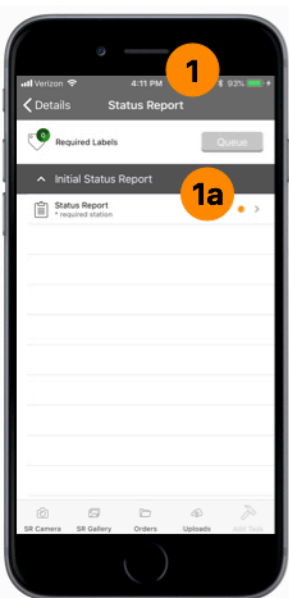 Verizon 4:11 PM 93%
1
Details Status Report
Required Labels Queue
Initial Status Report
1a
Status Report
* required station
SR Camera SR Gallery Orders Uploads Add Task